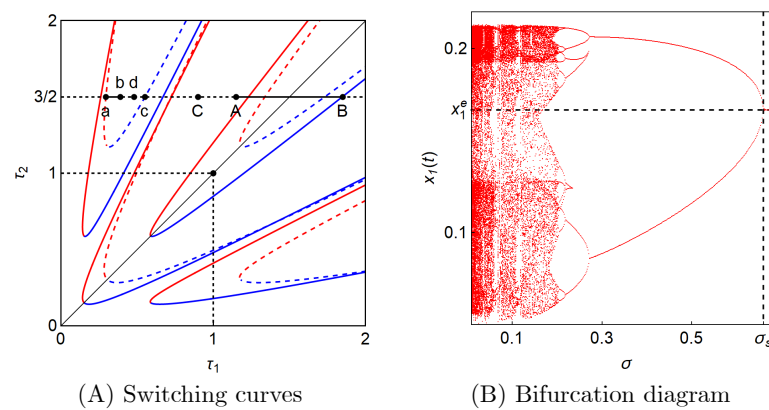 2
b d
3/2
a c C A B
1
τ₂
0
0 1 2
τ₁
(A) Switching curves
0.2
x₁ᵉ
x₁(t)
0.1
0.1 0.3 0.5 σₛ
σ
(B) Bifurcation diagram